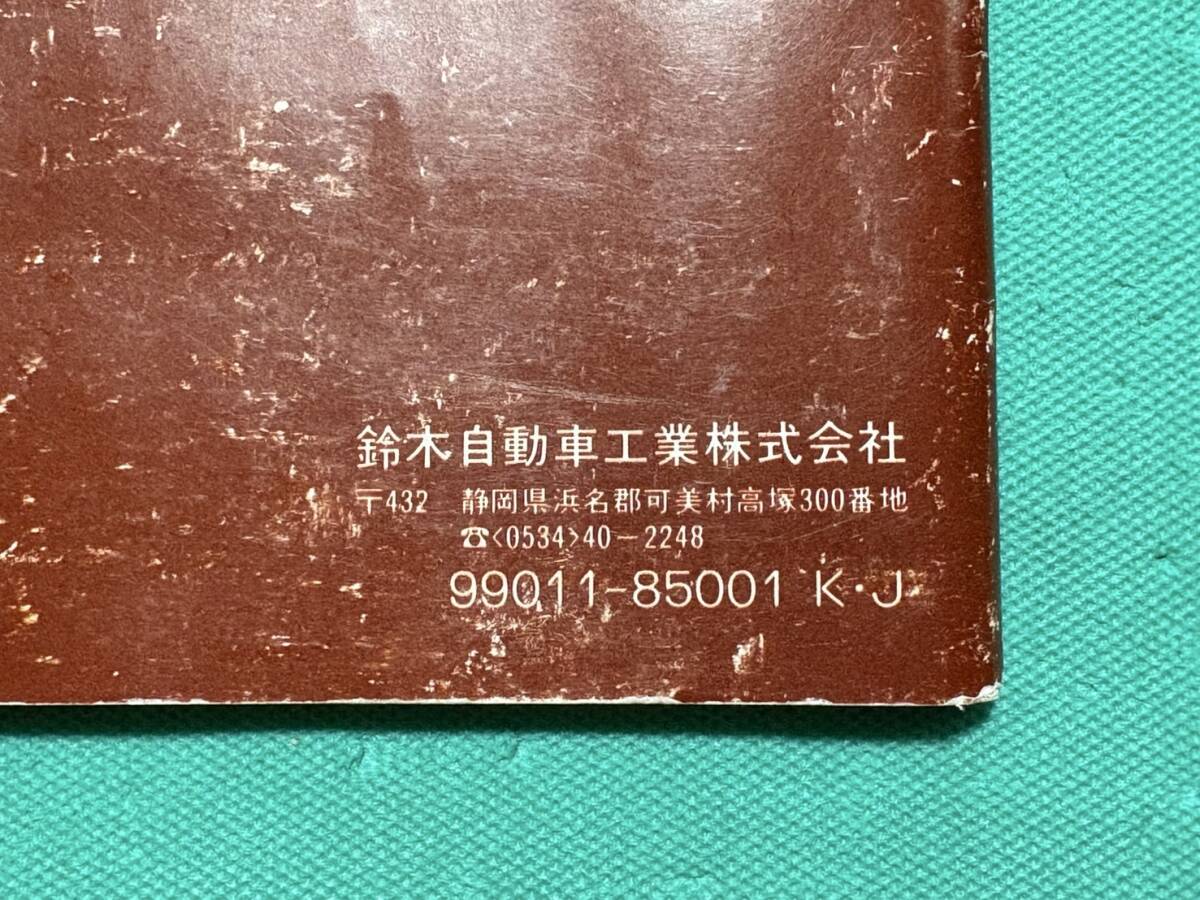 鈴木自動車工業株式会社
〒432 静岡県浜名郡可美村高塚300番地
☎<0534>40-2248
99011-85001 K・J